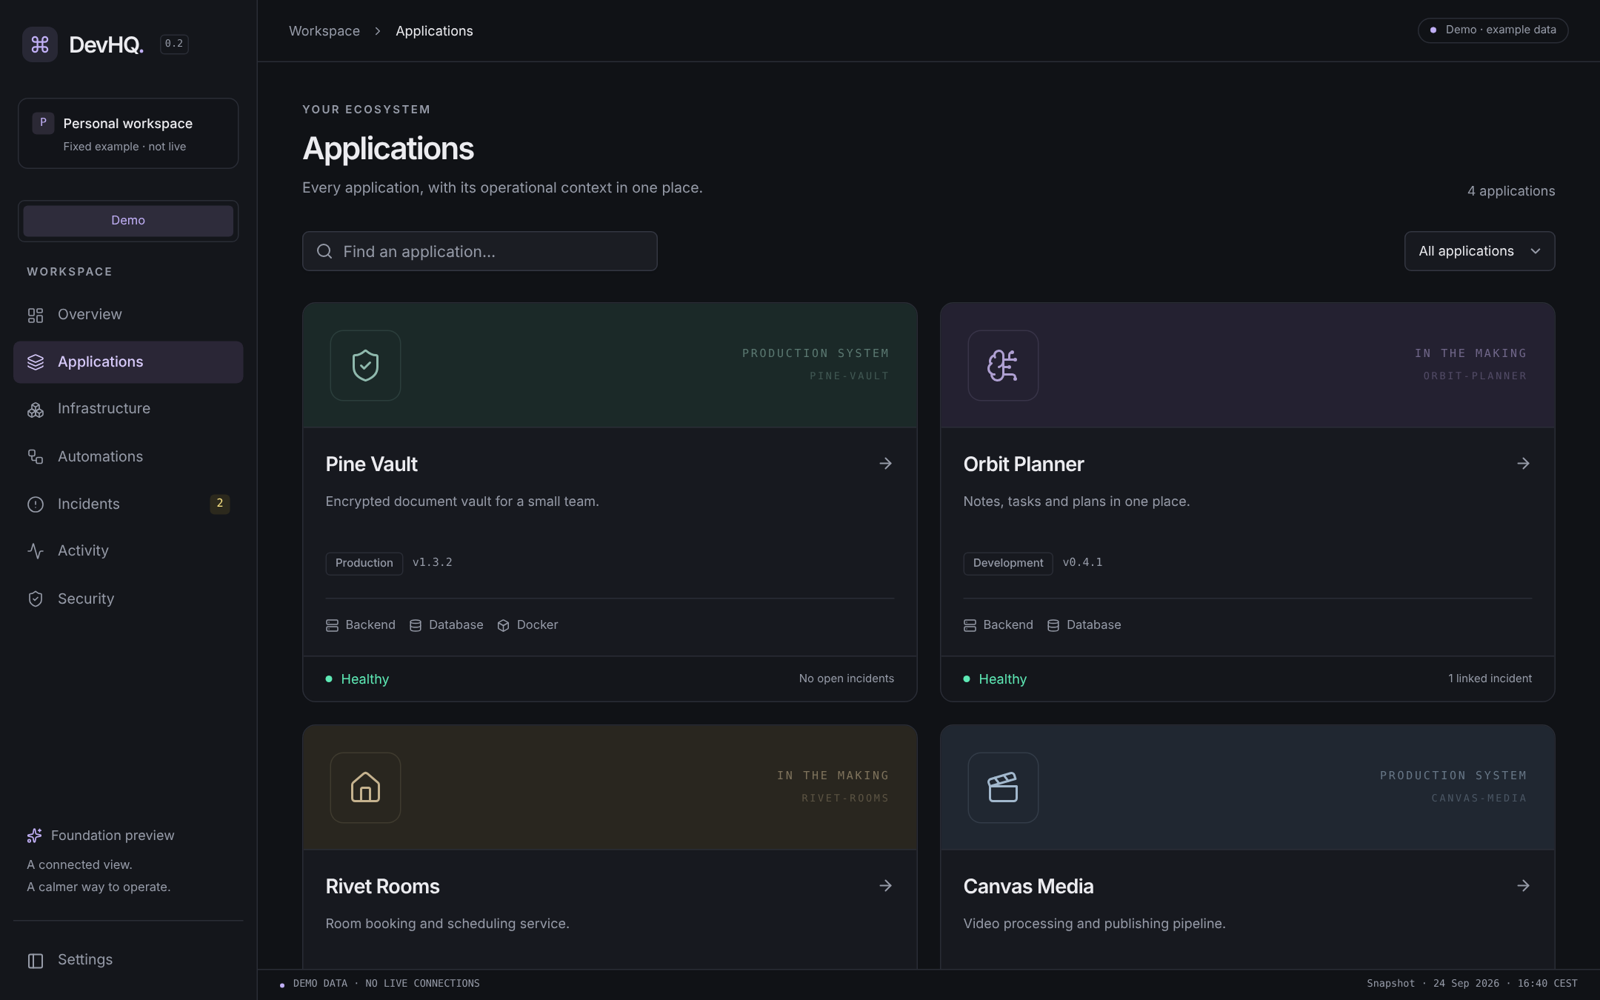 DevHQ.
0.2
P
Personal workspace
Fixed example · not live
Demo
WORKSPACE
Overview
Applications
Infrastructure
Automations
Incidents
2
Activity
Security
Foundation preview
A connected view.
A calmer way to operate.
Settings
Workspace
Applications
Demo · example data
YOUR ECOSYSTEM
Applications
Every application, with its operational context in one place.
4 applications
Find an application...
All applications
PRODUCTION SYSTEM
PINE-VAULT
Pine Vault
Encrypted document vault for a small team.
Production
v1.3.2
Backend
Database
Docker
Healthy
No open incidents
IN THE MAKING
ORBIT-PLANNER
Orbit Planner
Notes, tasks and plans in one place.
Development
v0.4.1
Backend
Database
Healthy
1 linked incident
IN THE MAKING
RIVET-ROOMS
Rivet Rooms
Room booking and scheduling service.
PRODUCTION SYSTEM
CANVAS-MEDIA
Canvas Media
Video processing and publishing pipeline.
DEMO DATA · NO LIVE CONNECTIONS
Snapshot · 24 Sep 2026 · 16:40 CEST